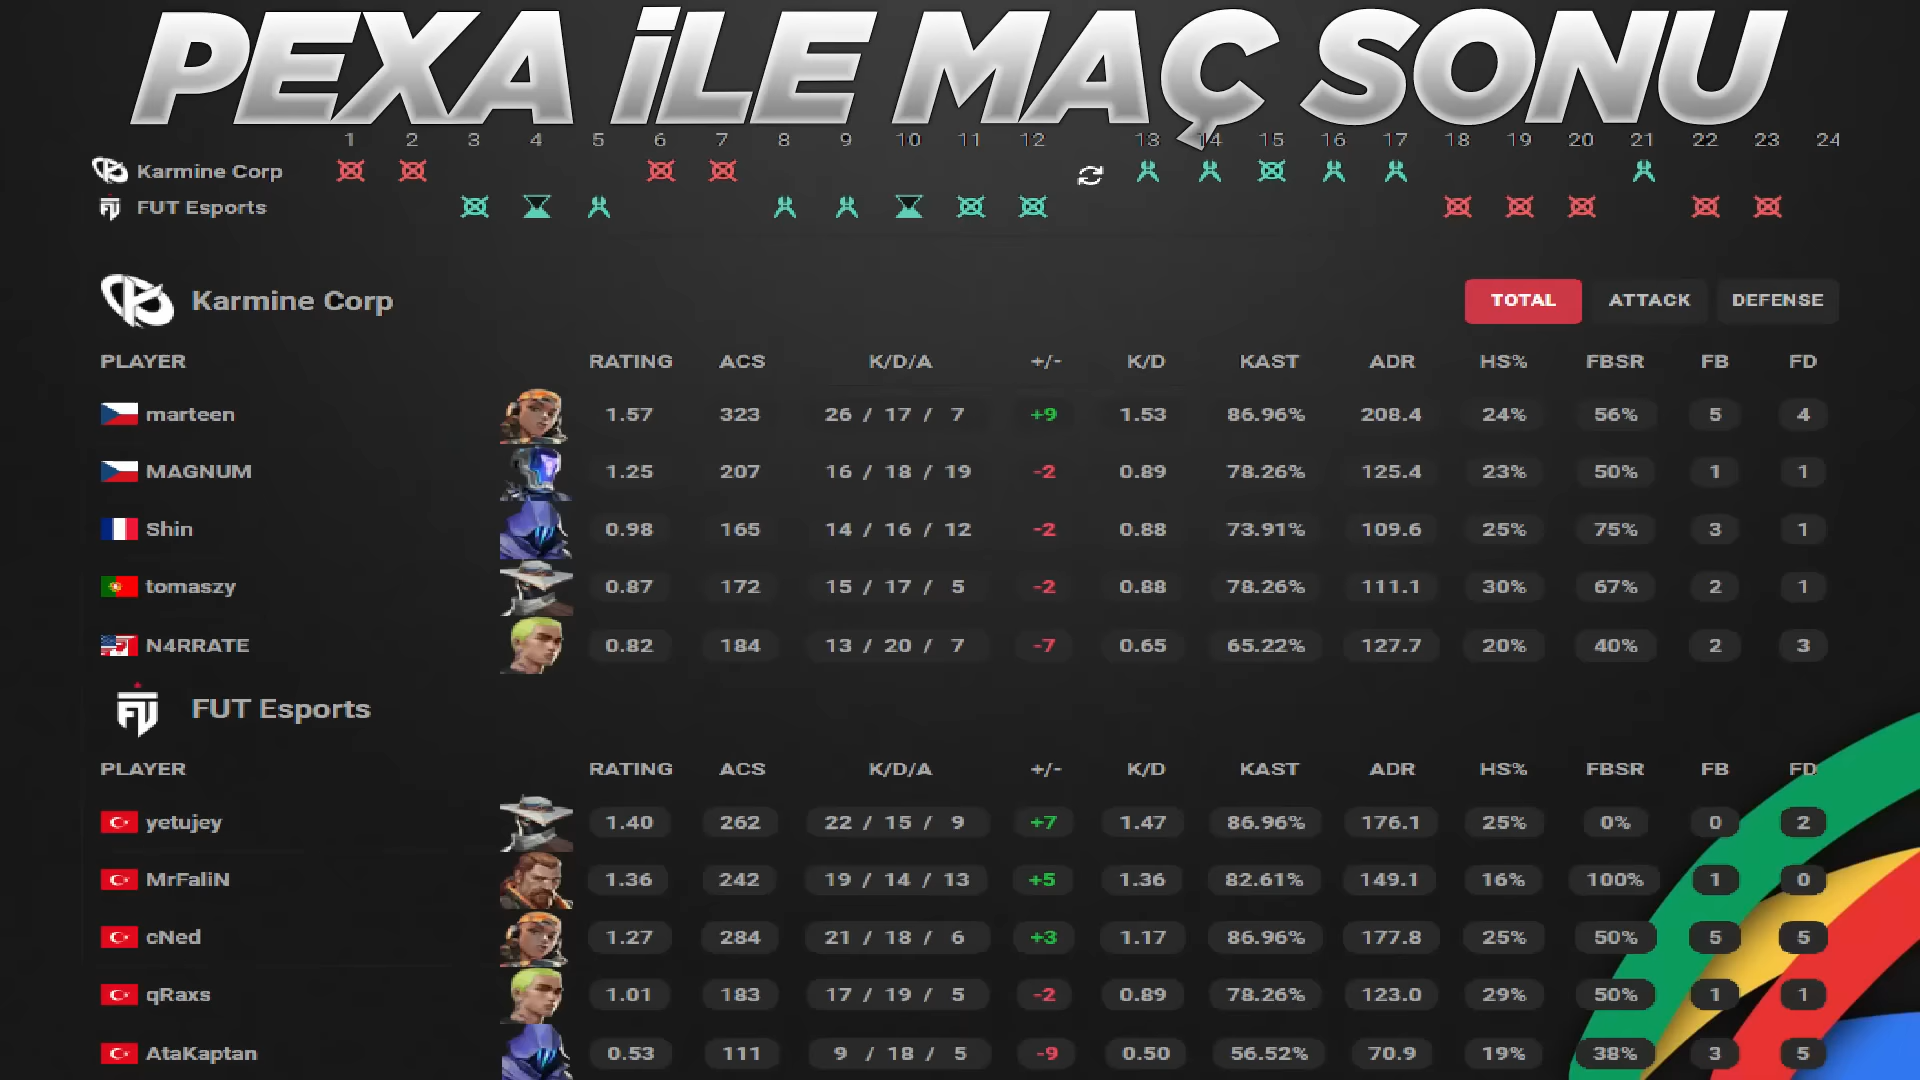 PEXA iLE MAÇ SONU
1 2 3 4 5 6 7 8 9 10 11 12 13 14 15 16 17 18 19 20 21 22 23 24
Karmine Corp
FUT Esports
Karmine Corp
TOTAL ATTACK DEFENSE
PLAYER RATING ACS K/D/A +/- K/D KAST ADR HS% FBSR FB FD
marteen 1.57 323 26 / 17 / 7 +9 1.53 86.96% 208.4 24% 56% 5 4
MAGNUM 1.25 207 16 / 18 / 19 -2 0.89 78.26% 125.4 23% 50% 1 1
Shin 0.98 165 14 / 16 / 12 -2 0.88 73.91% 109.6 25% 75% 3 1
tomaszy 0.87 172 15 / 17 / 5 -2 0.88 78.26% 111.1 30% 67% 2 1
N4RRATE 0.82 184 13 / 20 / 7 -7 0.65 65.22% 127.7 20% 40% 2 3
FUT Esports
PLAYER RATING ACS K/D/A +/- K/D KAST ADR HS% FBSR FB FD
yetujey 1.40 262 22 / 15 / 9 +7 1.47 86.96% 176.1 25% 0% 0 2
MrFaliN 1.36 242 19 / 14 / 13 +5 1.36 82.61% 149.1 16% 100% 1 0
cNed 1.27 284 21 / 18 / 6 +3 1.17 86.96% 177.8 25% 50% 5 5
qRaxs 1.01 183 17 / 19 / 5 -2 0.89 78.26% 123.0 29% 50% 1 1
AtaKaptan 0.53 111 9 / 18 / 5 -9 0.50 56.52% 70.9 19% 38% 3 5